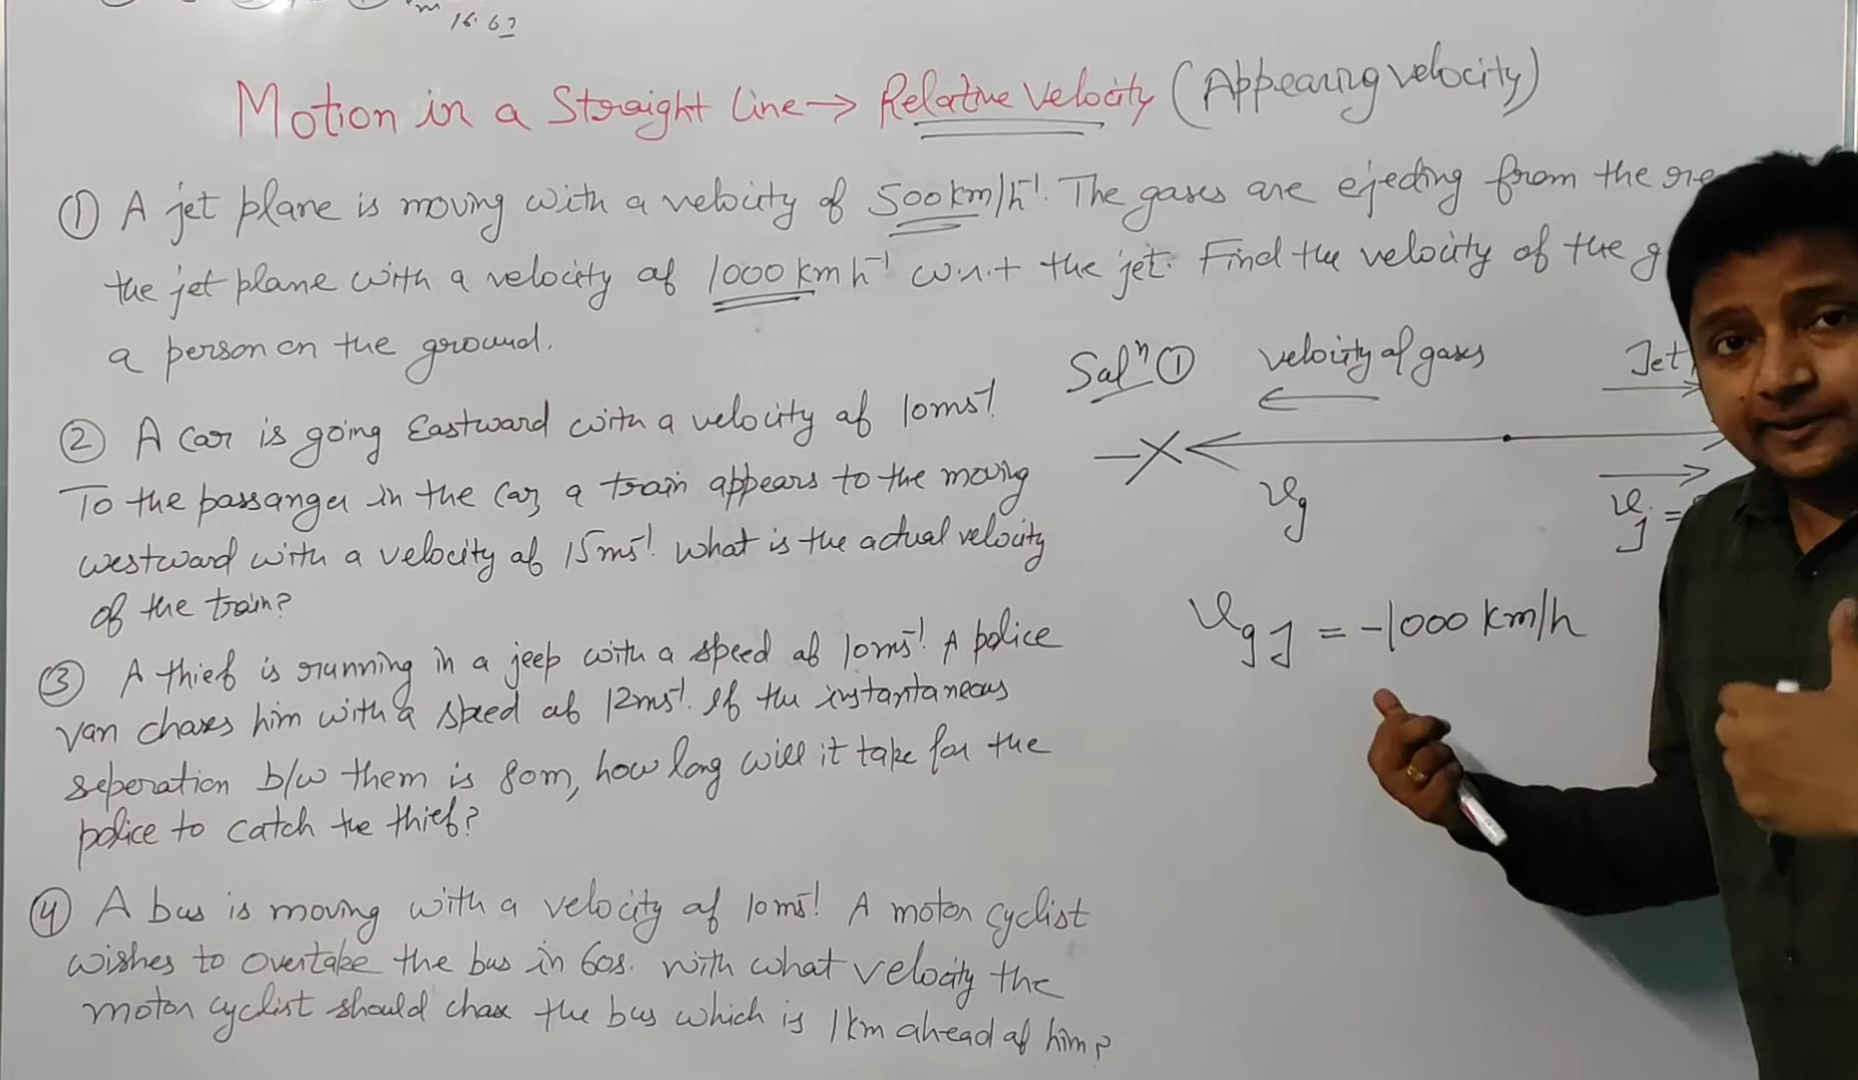 16.67
Motion in a Straight Line → Relative Velocity (Appearing velocity)
① A jet plane is moving with a velocity of 500km/h⁻¹. The gases are ejecting from the
the jet plane with a velocity of 1000 km h⁻¹ w.r.t the jet. Find the velocity of the
a person on the ground.
② A car is going Eastward with a velocity of 10ms⁻¹.
To the passanger in the car, a train appears to the moving
westward with a velocity of 15ms⁻¹. What is the actual velocity
of the train?
③ A thief is running in a jeep with a speed of 10ms⁻¹. A police
van chases him with a speed of 12ms⁻¹. If the instantaneous
seperation b/w them is 80m, how long will it take for the
police to catch the thief?
④ A bus is moving with a velocity of 10ms⁻¹. A motor cyclist
wishes to overtake the bus in 60s. With what velocity the
motor cyclist should chase the bus which is 1km ahead of him?
Solⁿ ① velocity of gases Jet
-X
v_g v_j =
v_gJ = -1000 km/h